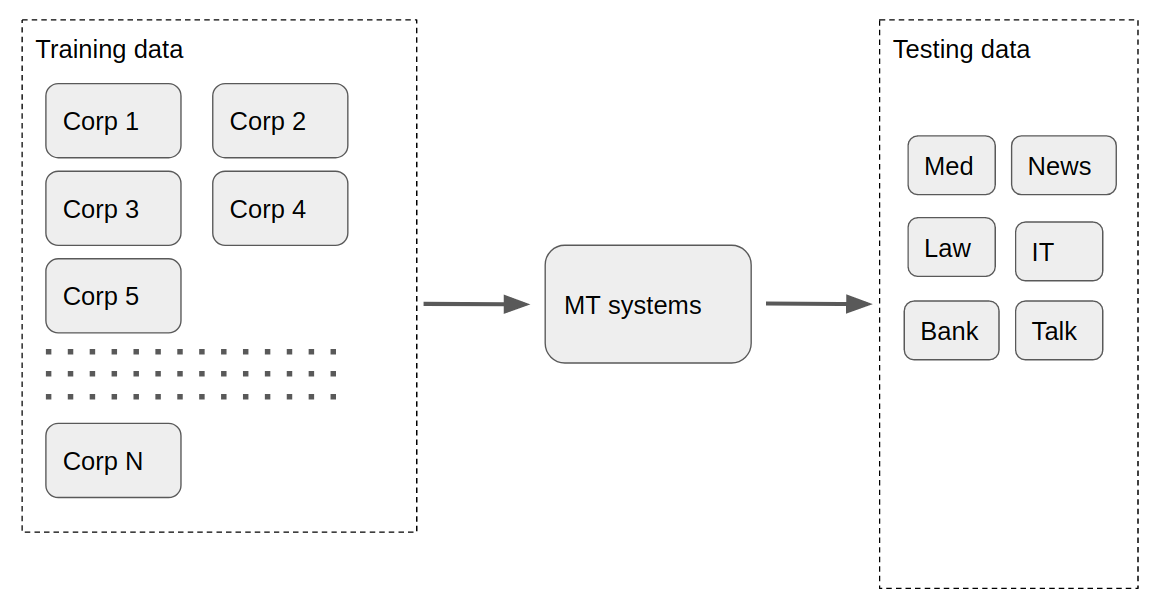 Training data
Corp 1
Corp 2
Corp 3
Corp 4
Corp 5
Corp N
MT systems
Testing data
Med
News
Law
IT
Bank
Talk